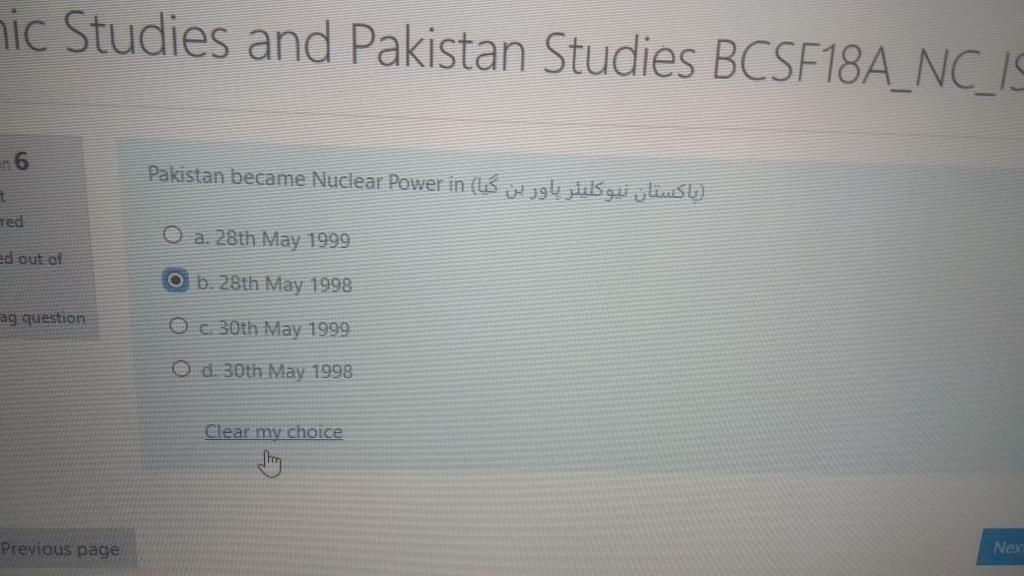 nic Studies and Pakistan Studies BCSF18A_NC_IS
on 6
t
red
ed out of
ag question
Pakistan became Nuclear Power in (پاکستان نیوکلیئر پاور بن گیا)
a. 28th May 1999
b. 28th May 1998
c. 30th May 1999
d. 30th May 1998
Clear my choice
Previous page
Nex